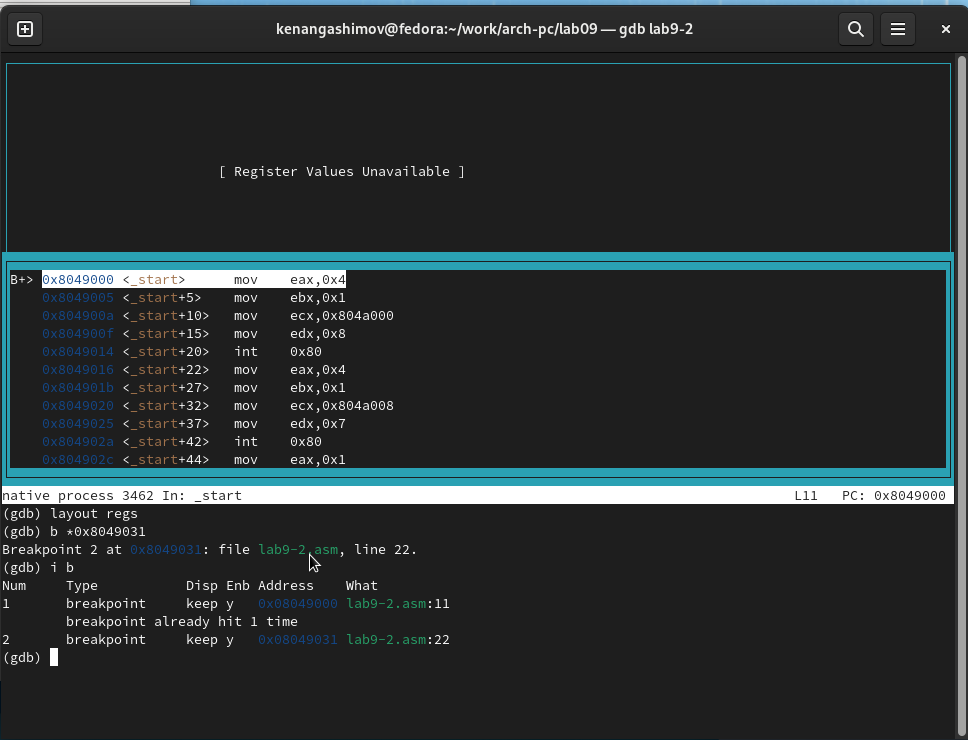 kenangashimov@fedora:~/work/arch-pc/lab09 — gdb lab9-2
[ Register Values Unavailable ]
B+> 0x8049000 <_start>      mov    eax,0x4
0x8049005 <_start+5>    mov    ebx,0x1
0x804900a <_start+10>   mov    ecx,0x804a000
0x804900f <_start+15>   mov    edx,0x8
0x8049014 <_start+20>   int    0x80
0x8049016 <_start+22>   mov    eax,0x4
0x804901b <_start+27>   mov    ebx,0x1
0x8049020 <_start+32>   mov    ecx,0x804a008
0x8049025 <_start+37>   mov    edx,0x7
0x804902a <_start+42>   int    0x80
0x804902c <_start+44>   mov    eax,0x1
native process 3462 In: _start    L11   PC: 0x8049000
(gdb) layout regs
(gdb) b *0x8049031
Breakpoint 2 at 0x8049031: file lab9-2.asm, line 22.
(gdb) i b
Num     Type           Disp Enb Address    What
1       breakpoint     keep y   0x08049000 lab9-2.asm:11
breakpoint already hit 1 time
2       breakpoint     keep y   0x08049031 lab9-2.asm:22
(gdb)